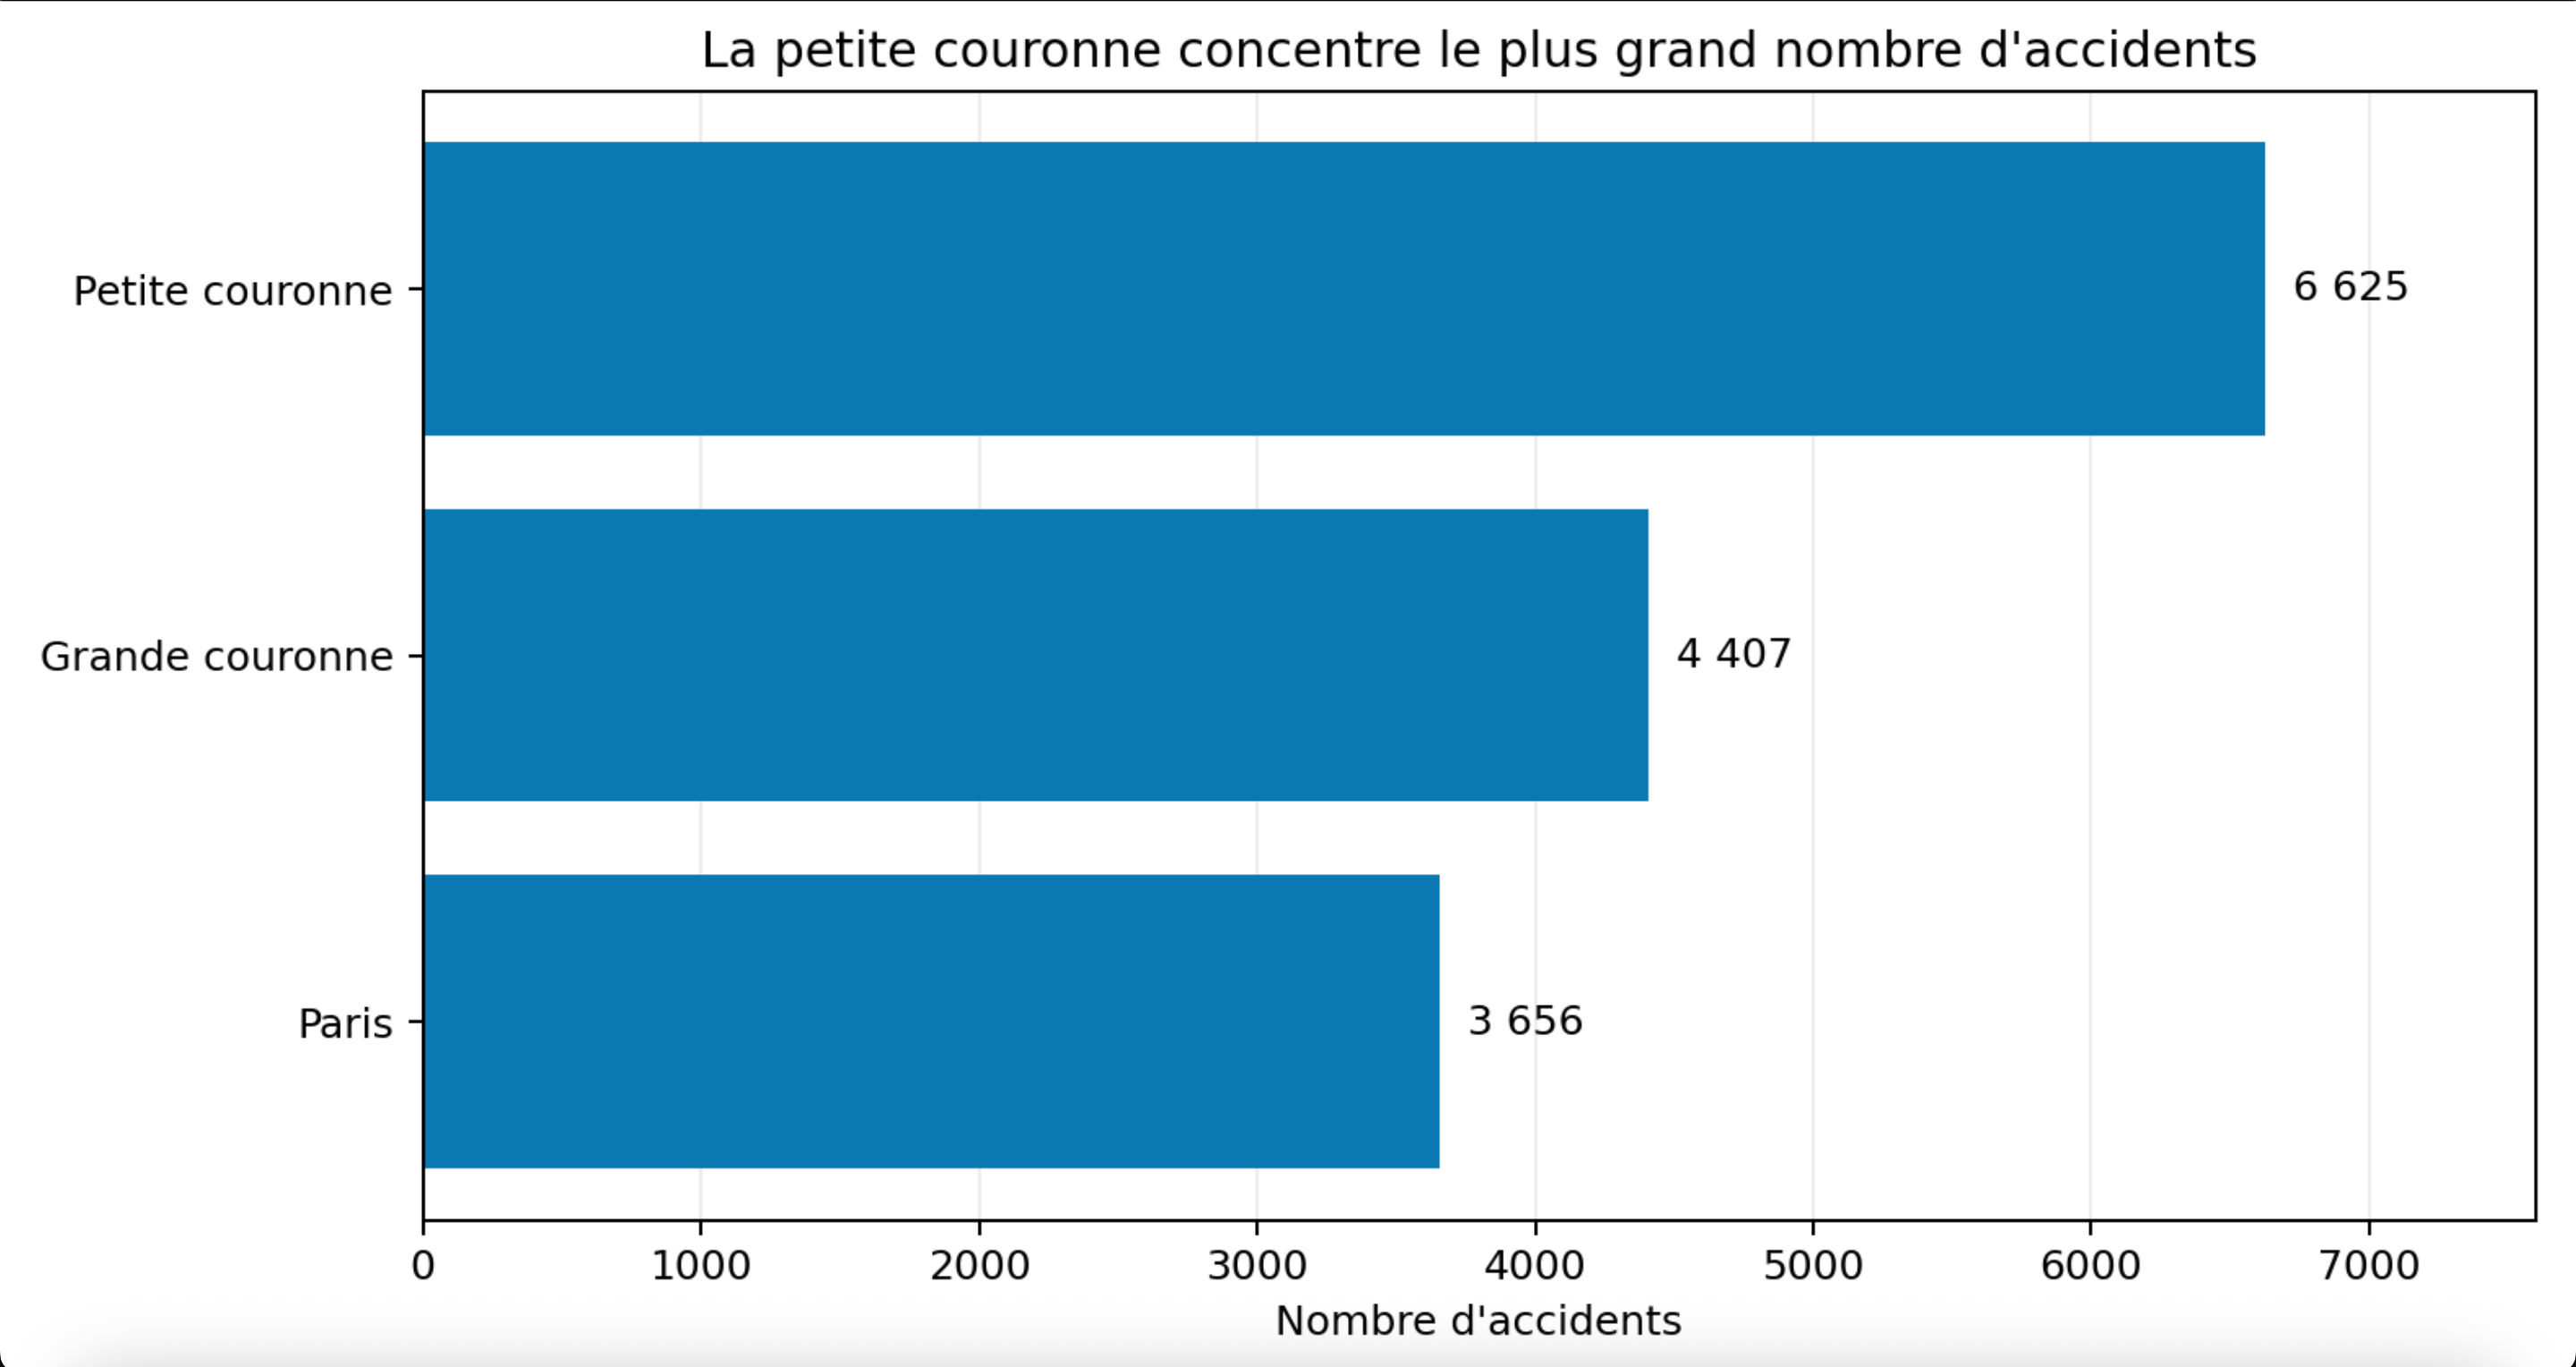 La petite couronne concentre le plus grand nombre d'accidents
Petite couronne
6 625
Grande couronne
4 407
Paris
3 656
0 1000 2000 3000 4000 5000 6000 7000
Nombre d'accidents